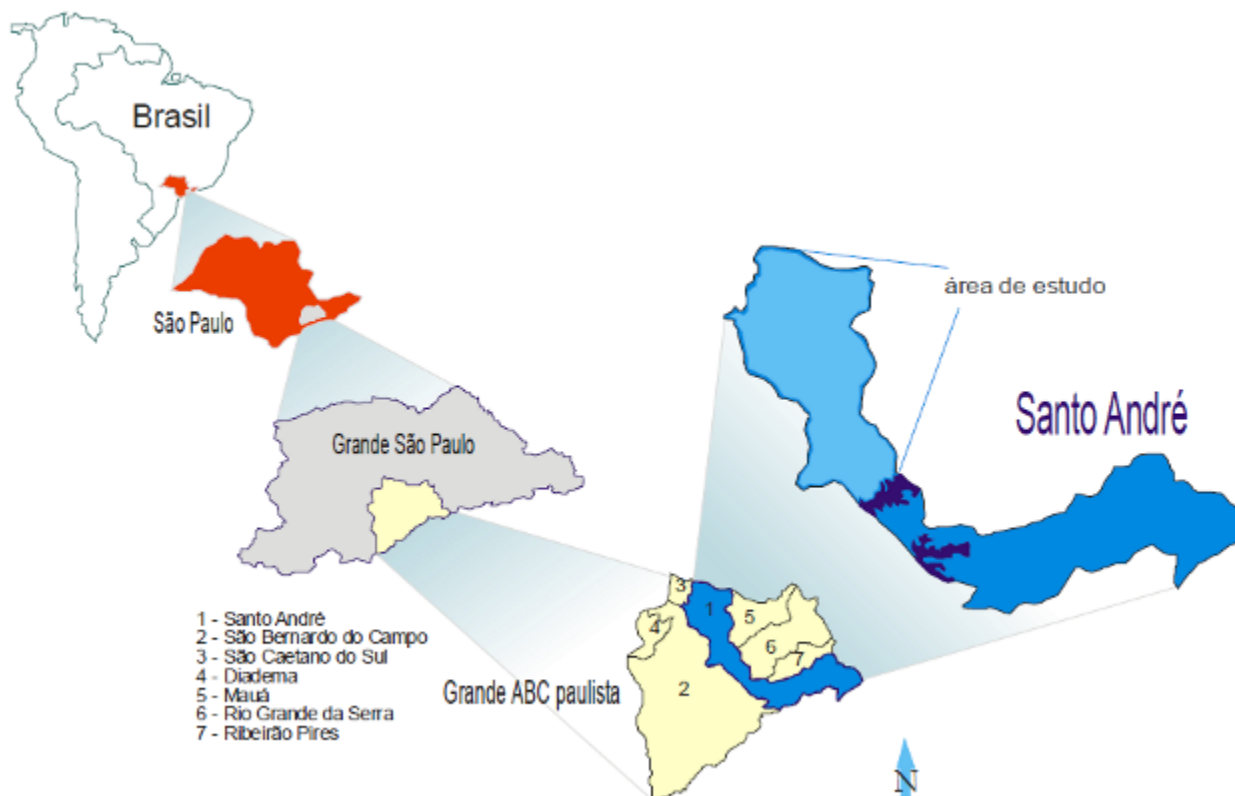 Brasil
São Paulo
Grande São Paulo
área de estudo
Santo André
1 - Santo André
2 - São Bernardo do Campo
3 - São Caetano do Sul
4 - Diadema
5 - Mauá
6 - Rio Grande da Serra
7 - Ribeirão Pires
Grande ABC paulista
3
1
2
4
5
6
7
2
N